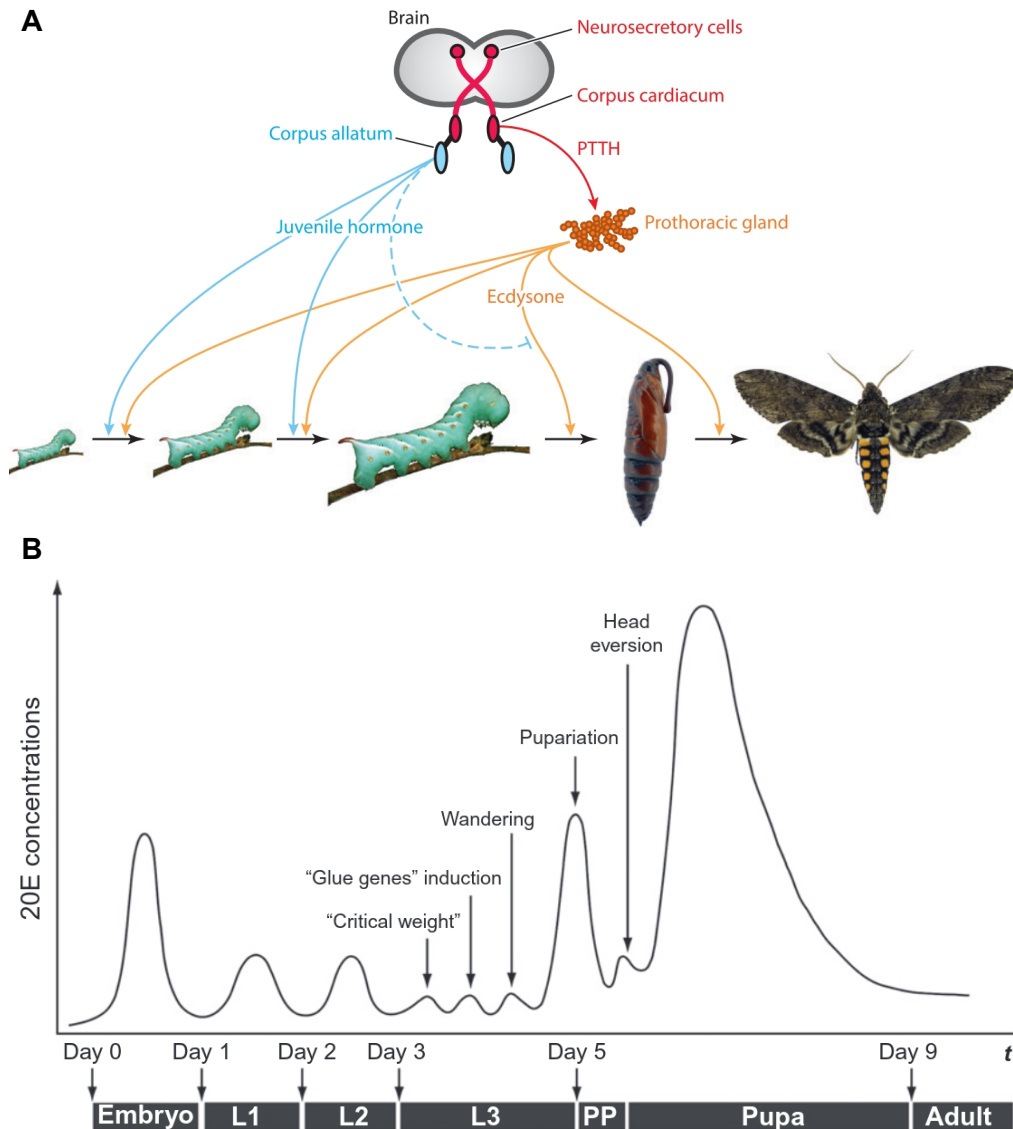 A
Brain
Neurosecretory cells
Corpus cardiacum
Corpus allatum
PTTH
Juvenile hormone
Prothoracic gland
Ecdysone
B
20E concentrations
Head
eversion
Pupariation
Wandering
“Glue genes” induction
“Critical weight”
Day 0
Day 1
Day 2
Day 3
Day 5
Day 9
t
Embryo
L1
L2
L3
PP
Pupa
Adult